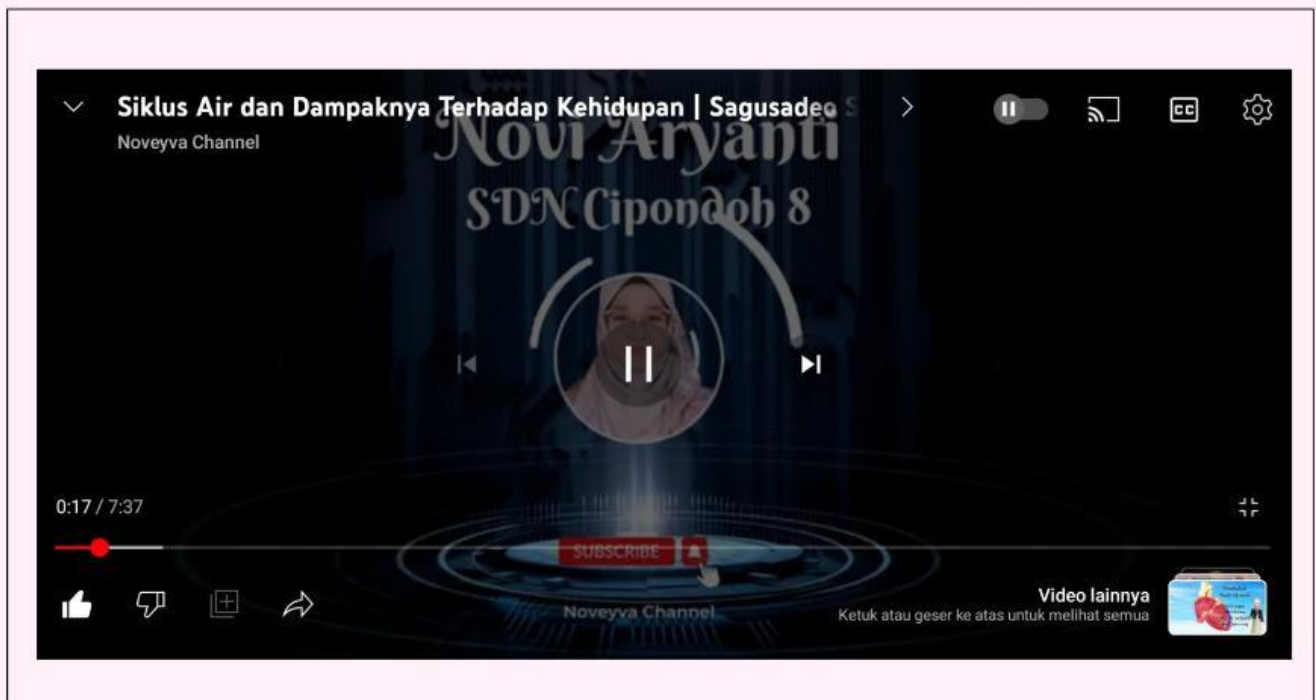 Siklus Air dan Dampaknya Terhadap Kehidupan | Sagusadeo S
Noveyva Channel
CC
Novi Aryanti
SDN Cipondoh 8
0:17 / 7:37
SUBSCRIBE
Noveyva Channel
Video lainnya
Ketuk atau geser ke atas untuk melihat semua